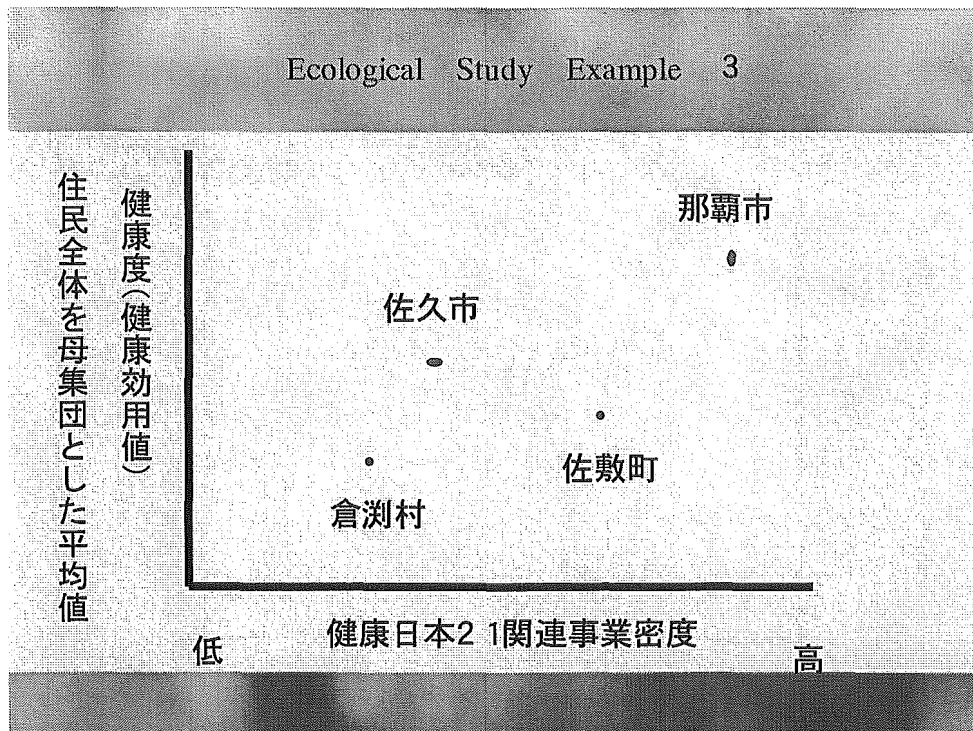 Ecological Study Example 3
住民全体を母集団とした平均値
健康度(健康効用値)
那覇市
佐久市
佐敷町
倉渕村
健康日本21関連事業密度
低
高